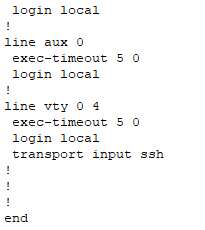 login local
!
line aux 0
 exec-timeout 5 0
 login local
!
line vty 0 4
 exec-timeout 5 0
 login local
 transport input ssh
!
!
!
end